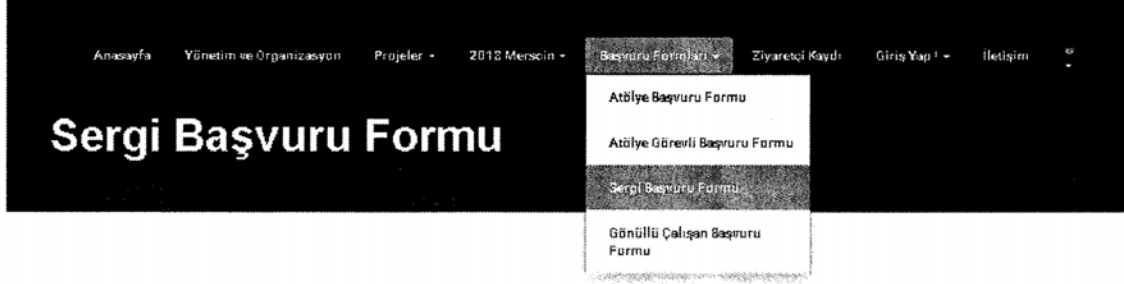 Anasayfa Yönetim ve Organizasyon Projeler 2018 Merscin Başvuru Formları Ziyaretçi Kaydı Giriş Yap ! İletişim
Atölye Başvuru Formu
Sergi Başvuru Formu
Atölye Görevli Başvuru Formu
Sergi Başvuru Formu
Gönüllü Çalışan Başvuru
Formu